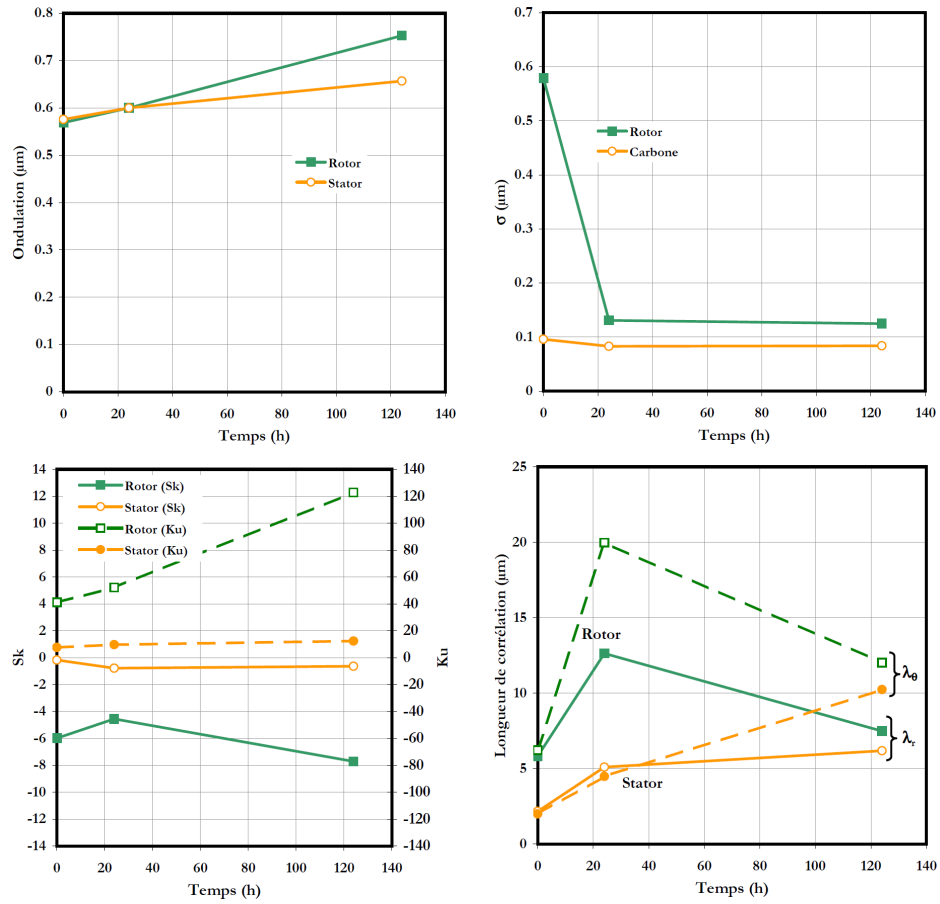 0.8
0.7
0.6
0.5
0.4
0.3
0.2
0.1
0
Ondulation (µm)
Rotor
Stator
0 20 40 60 80 100 120 140
Temps (h)
0.7
0.6
0.5
0.4
0.3
0.2
0.1
0
σ (µm)
Rotor
Carbone
0 20 40 60 80 100 120 140
Temps (h)
14
12
10
8
6
4
2
0
-2
-4
-6
-8
-10
-12
-14
Sk
Rotor (Sk)
Stator (Sk)
Rotor (Ku)
Stator (Ku)
140
120
100
80
60
40
20
0
-20
-40
-60
-80
-100
-120
-140
Ku
0 20 40 60 80 100 120 140
Temps (h)
25
20
15
10
5
0
Longueur de corrélation (µm)
Rotor
Stator
λθ
λr
0 20 40 60 80 100 120 140
Temps (h)